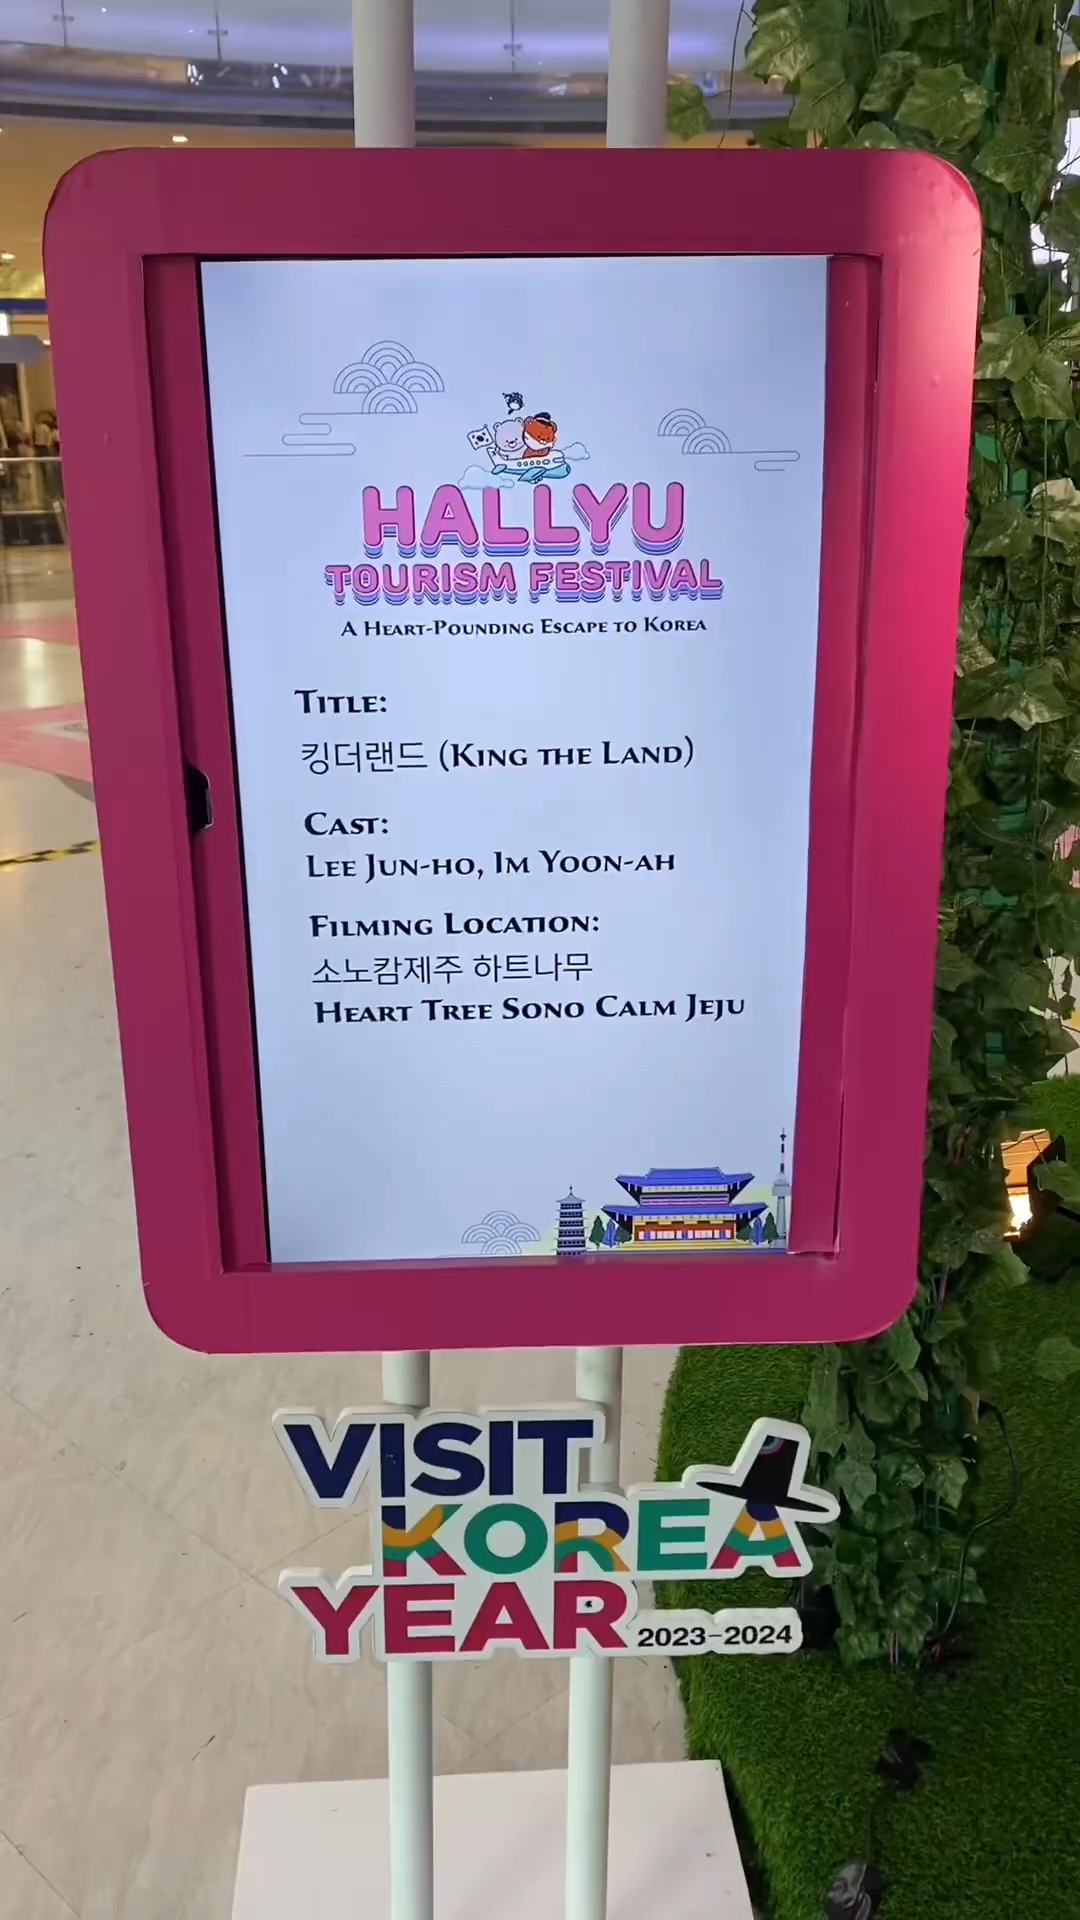 HALLYU
TOURISM FESTIVAL
A HEART-POUNDING ESCAPE TO KOREA
TITLE:
킹더랜드 (KING THE LAND)
CAST:
LEE JUN-HO, IM YOON-AH
FILMING LOCATION:
소노캄제주 하트나무
HEART TREE SONO CALM JEJU
VISIT
KOREA
YEAR 2023-2024